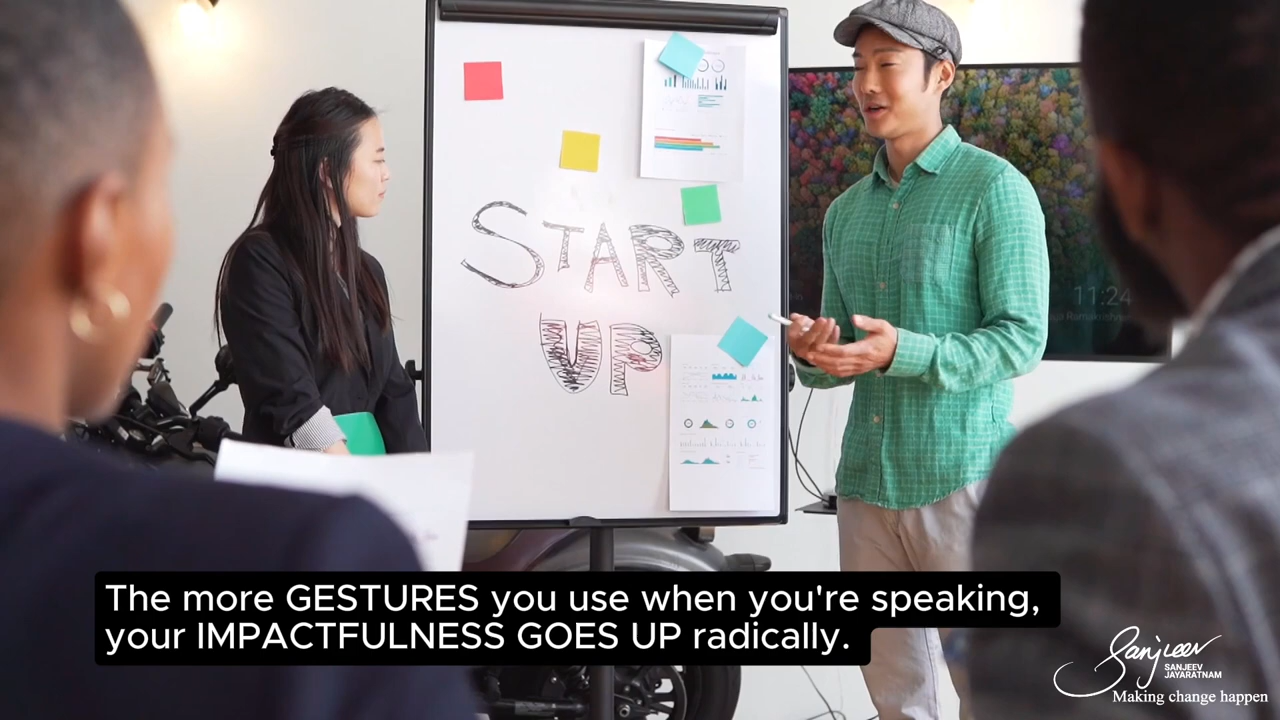 START
UP
11:24
The more GESTURES you use when you're speaking,
your IMPACTFULNESS GOES UP radically.
Sanjeev
SANJEEV
JAYARATNAM
Making change happen